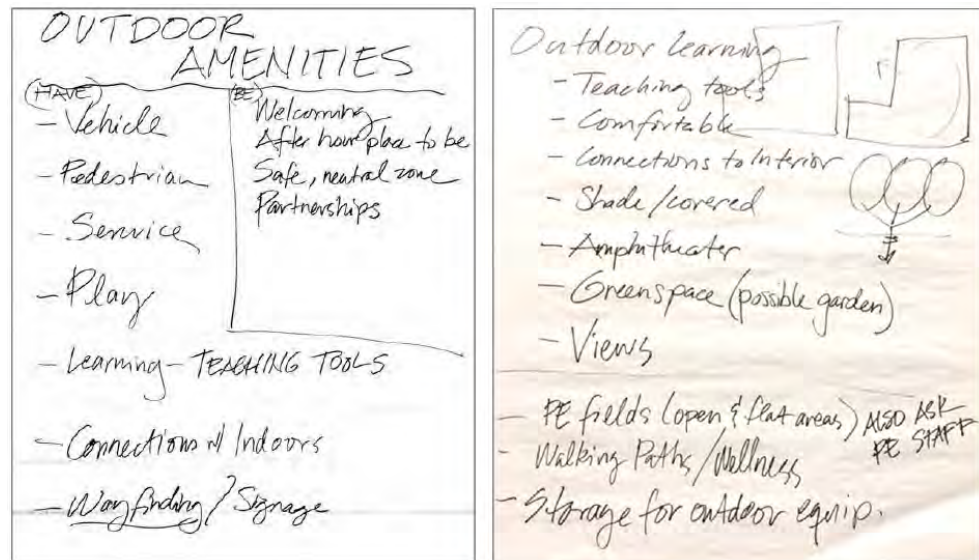 OUTDOOR
AMENITIES
(HAVE)
- Vehicle
- Pedestrian
- Service
- Play
- Learning - TEACHING TOOLS
- Connections w/ Indoors
- Wayfinding / Signage
(BE)
Welcoming
After hour place to be
Safe, neutral zone
Partnerships
Outdoor learning
- Teaching tools
- Comfortable
- Connections to Interior
- Shade/covered
- Amphitheater
- Greenspace (possible garden)
- Views
- PE fields (open & flat areas) ALSO ASK
PE STAFF
- Walking Paths/Wellness
- Storage for outdoor equip.